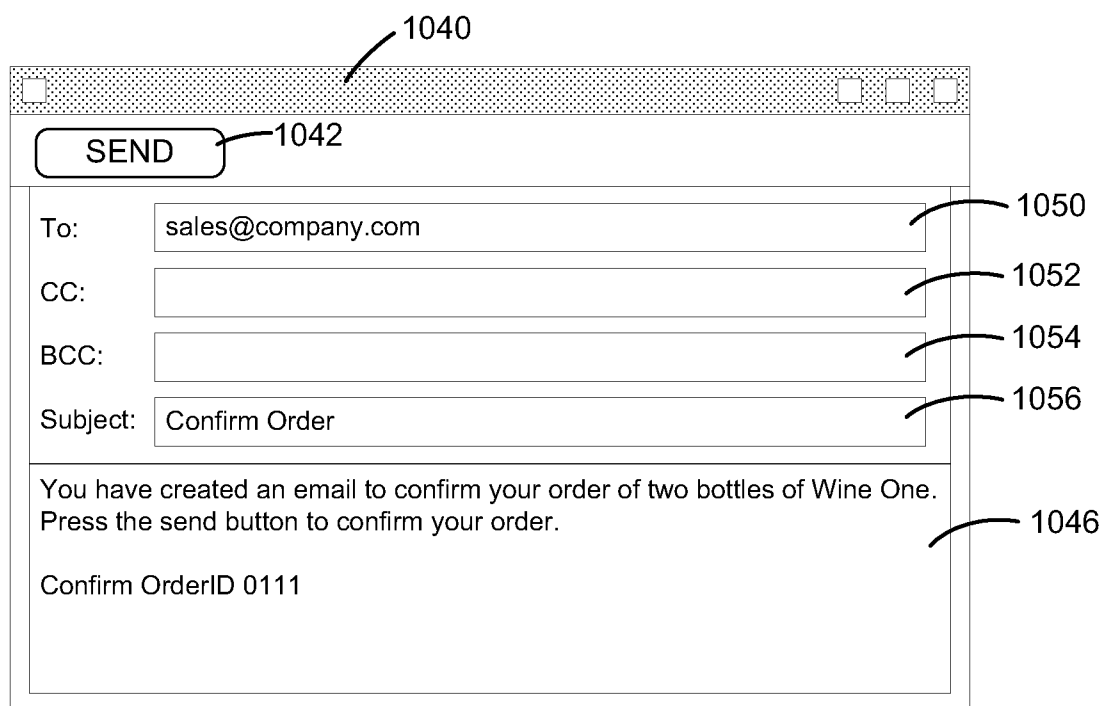 1040
SEND
1042
To:
sales@company.com
1050
CC:
1052
BCC:
1054
Subject:
Confirm Order
1056
You have created an email to confirm your order of two bottles of Wine One.
Press the send button to confirm your order.
1046
Confirm OrderID 0111